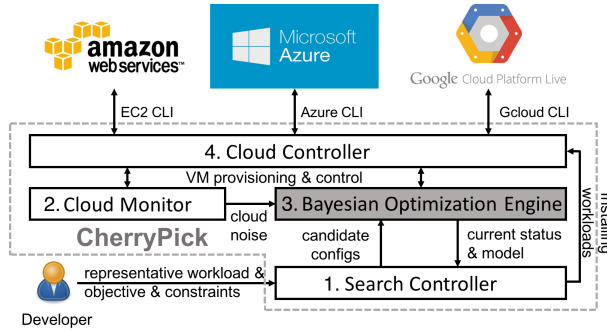 amazon
web services™
Microsoft
Azure
Google Cloud Platform Live
EC2 CLI
Azure CLI
Gcloud CLI
4. Cloud Controller
VM provisioning & control
2. Cloud Monitor
3. Bayesian Optimization Engine
cloud
noise
CherryPick
candidate
configs
current status
& model
Installing
workloads
representative workload &
objective & constraints
1. Search Controller
Developer